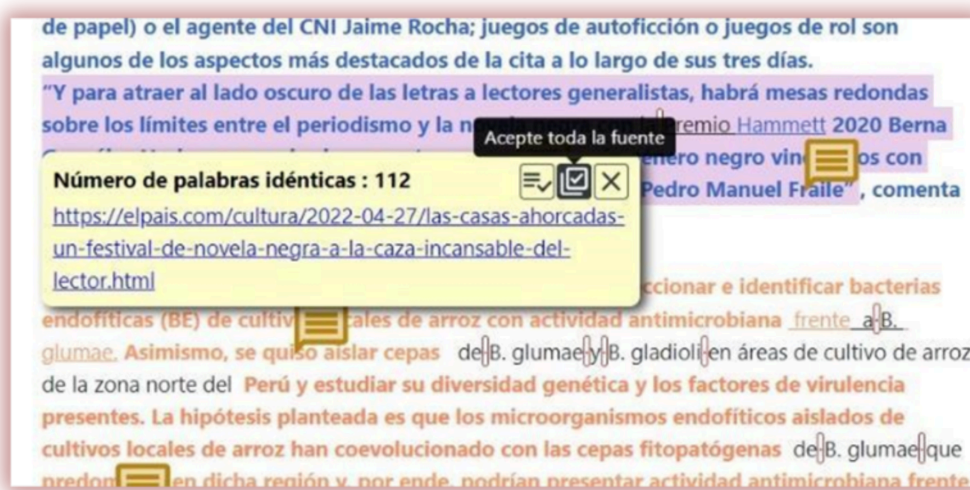 de papel) o el agente del CNI Jaime Rocha; juegos de autoficción o juegos de rol son
algunos de los aspectos más destacados de la cita a lo largo de sus tres días.
“Y para atraer al lado oscuro de las letras a lectores generalistas, habrá mesas redondas
sobre los límites entre el periodismo y la premio Hammett 2020 Berna
Acepte toda la fuente
género negro os con
Número de palabras idénticas : 112
Pedro Manuel Fraile” , comenta
https://elpais.com/cultura/2022-04-27/las-casas-ahorcadas-
un-festival-de-novela-negra-a-la-caza-incansable-del-
lector.html
ccionar e identificar bacterias
endofíticas (BE) de cultiv cales de arroz con actividad antimicrobiana frente a B.
glumae. Asimismo, se quiso aislar cepas de B. glumae y B. gladioli en áreas de cultivo de arroz
de la zona norte del Perú y estudiar su diversidad genética y los factores de virulencia
presentes. La hipótesis planteada es que los microorganismos endofíticos aislados de
cultivos locales de arroz han coevolucionado con las cepas fitopatógenas de B. glumae que
predom en dicha región y, por ende, podrían presentar actividad antimicrobiana frente